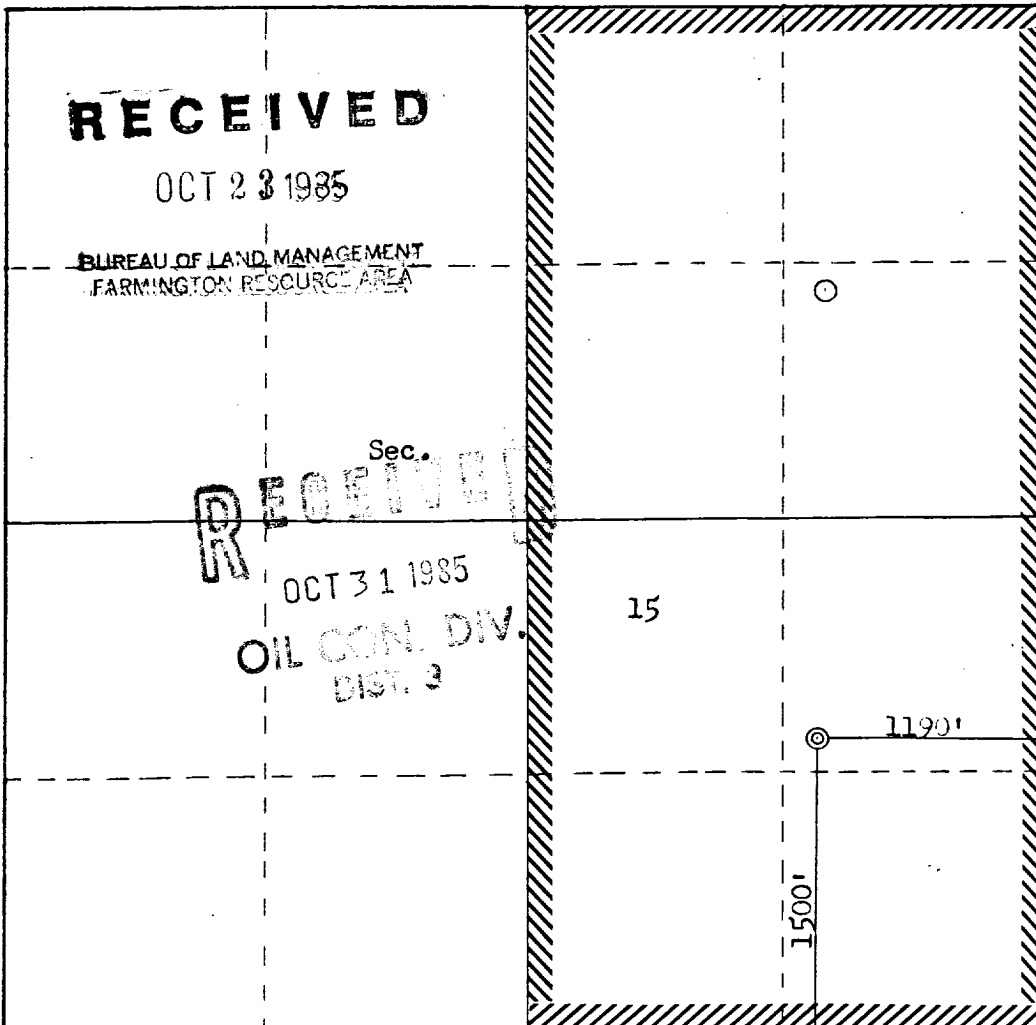 RECEIVED
OCT 23 1985
BUREAU OF LAND MANAGEMENT
FARMINGTON RESOURCE AREA
Sec.
RECEIVED
OCT 31 1985
OIL CON. DIV.
DIST. 3
15
1190'
1500'